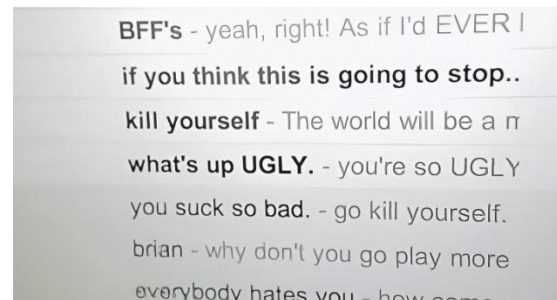 BFF's - yeah, right! As if I'd EVER
if you think this is going to stop..
kill yourself - The world will be a
what's up UGLY. - you're so UGLY
you suck so bad. - go kill yourself.
brian - why don't you go play more
everybody hates you - how come